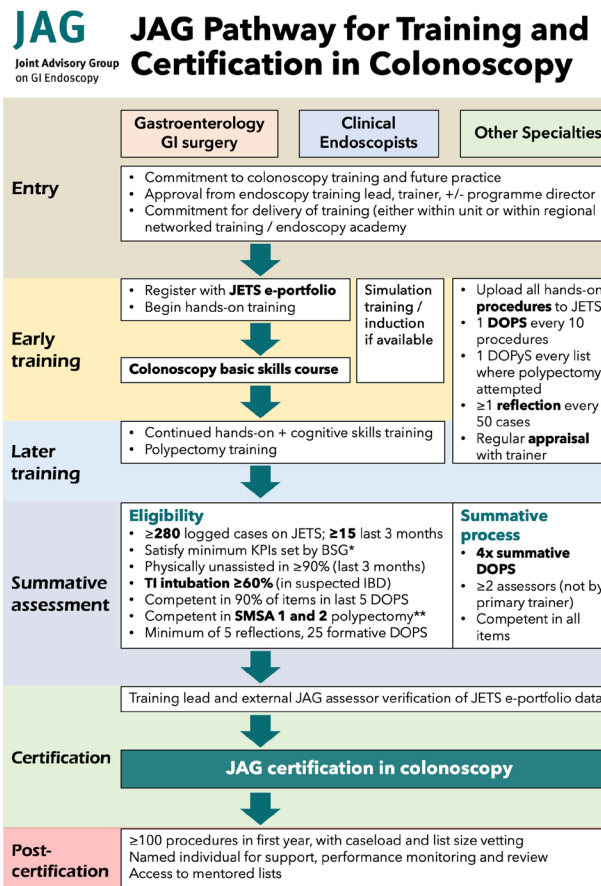 JAG
Joint Advisory Group
on GI Endoscopy
JAG Pathway for Training and
Certification in Colonoscopy
Gastroenterology
GI surgery
Clinical
Endoscopists
Other Specialties
Entry
• Commitment to colonoscopy training and future practice
• Approval from endoscopy training lead, trainer, +/- programme director
• Commitment for delivery of training (either within unit or within regional
networked training / endoscopy academy
Early
training
• Register with JETS e-portfolio
• Begin hands-on training
Simulation
training /
induction
if available
Colonoscopy basic skills course
• Upload all hands-on
procedures to JETS
• 1 DOPS every 10
procedures
• 1 DOPyS every list
where polypectomy
attempted
• ≥1 reflection every
50 cases
• Regular appraisal
with trainer
Later
training
• Continued hands-on + cognitive skills training
• Polypectomy training
Summative
assessment
Eligibility
• ≥280 logged cases on JETS; ≥15 last 3 months
• Satisfy minimum KPIs set by BSG*
• Physically unassisted in ≥90% (last 3 months)
• TI intubation ≥60% (in suspected IBD)
• Competent in 90% of items in last 5 DOPS
• Competent in SMSA 1 and 2 polypectomy**
• Minimum of 5 reflections, 25 formative DOPS
Summative
process
• 4x summative
DOPS
• ≥2 assessors (not by
primary trainer)
• Competent in all
items
Certification
Training lead and external JAG assessor verification of JETS e-portfolio data
JAG certification in colonoscopy
Post-
certification
≥100 procedures in first year, with caseload and list size vetting
Named individual for support, performance monitoring and review
Access to mentored lists